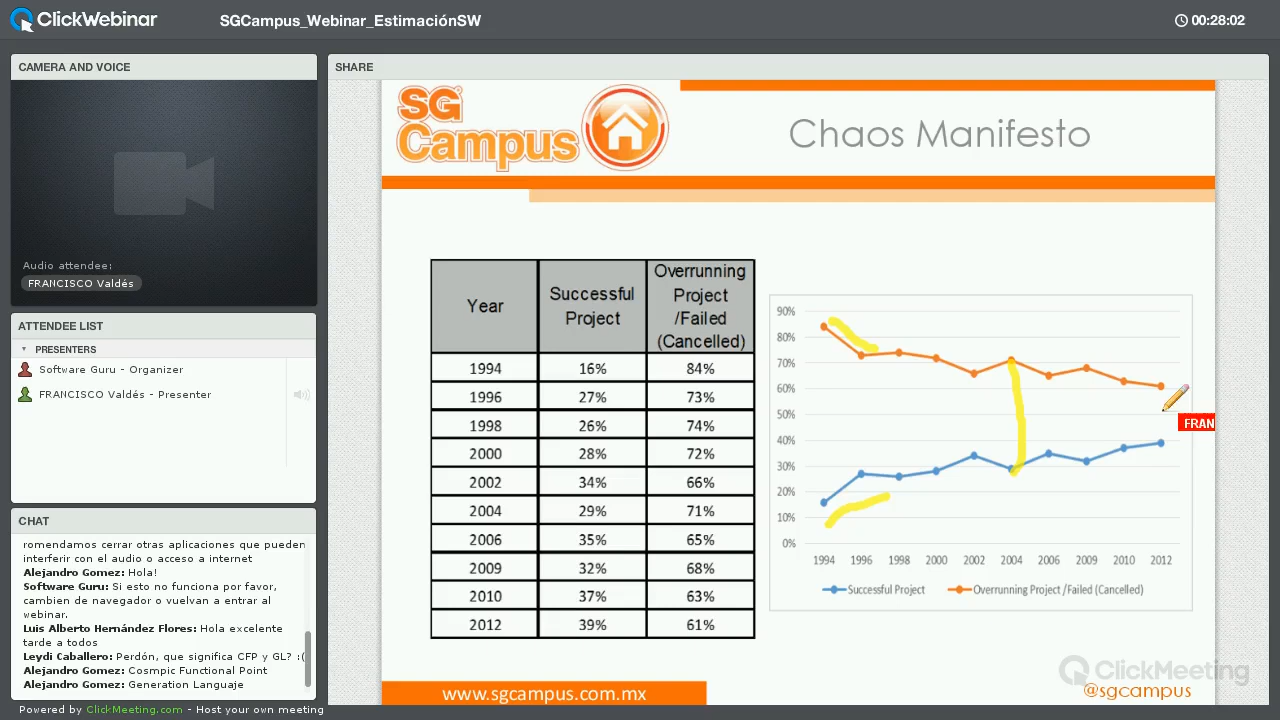 ClickWebinar
SGCampus_Webinar_EstimaciónSW
00:28:02
CAMERA AND VOICE
Audio attendee:
FRANCISCO Valdés
ATTENDEE LIST
PRESENTERS
Software Guru - Organizer
FRANCISCO Valdés - Presenter
CHAT
romendamos cerrar otras aplicaciones que pueden
interferir con el audio o acceso a internet
Alejandro Gomez: Hola!
Software Guru: Si esto no funciona por favor,
cambien de navegador o vuelvan a entrar al
webinar.
Luis Alberto Hernández Flores: Hola excelente
tarde a todos
Leydi Caballero: Perdón, que significa CFP y GL? :(
Alejandro Gomez: Cosmpic Functional Point
Alejandro Gomez: Generation Languaje
Powered by ClickMeeting.com - Host your own meeting
SHARE
SG
Campus
Chaos Manifesto
Year Successful Project Overrunning Project /Failed (Cancelled)
1994 16% 84%
1996 27% 73%
1998 26% 74%
2000 28% 72%
2002 34% 66%
2004 29% 71%
2006 35% 65%
2009 32% 68%
2010 37% 63%
2012 39% 61%
90%
80%
70%
60%
50%
40%
30%
20%
10%
0%
1994 1996 1998 2000 2002 2004 2006 2009 2010 2012
Successful Project Overrunning Project /Failed (Cancelled)
FRAN
www.sgcampus.com.mx
ClickMeeting
@sgcampus